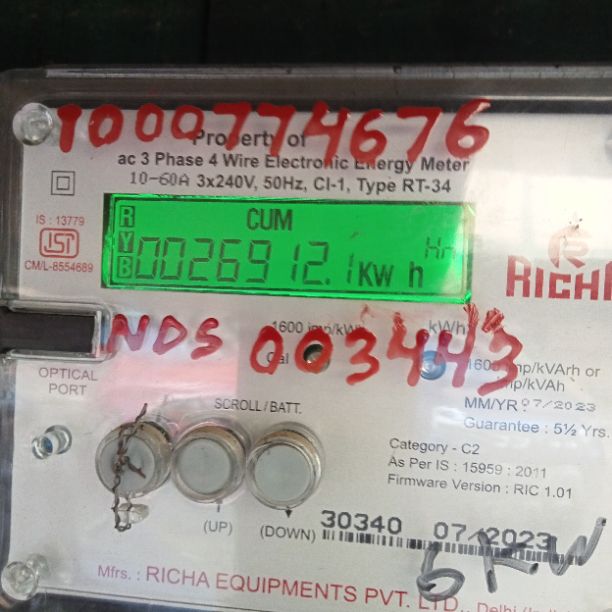 1000774676
Property of
ac 3 Phase 4 Wire Electronic Energy Meter
10-60A 3x240V, 50Hz, Cl-1, Type RT-34
IS : 13779
CM/L-8554689
R
Y
B
CUM
0026912.1 Kw h
RICHA
NDS 003443
1600 imp/kWh
kWh
Cal
1600 imp/kVArh or
imp/kVAh
OPTICAL
PORT
MM/YR 07/2023
Guarantee : 5½ Yrs.
SCROLL/BATT.
Category - C2
As Per IS : 15959 : 2011
Firmware Version : RIC 1.01
(UP)
(DOWN)
30340 07/2023
6KW
Mfrs. : RICHA EQUIPMENTS PVT. LTD., Delhi